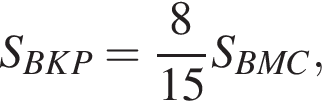 $S_{BKP} = \frac{8}{15} S_{BMC},$